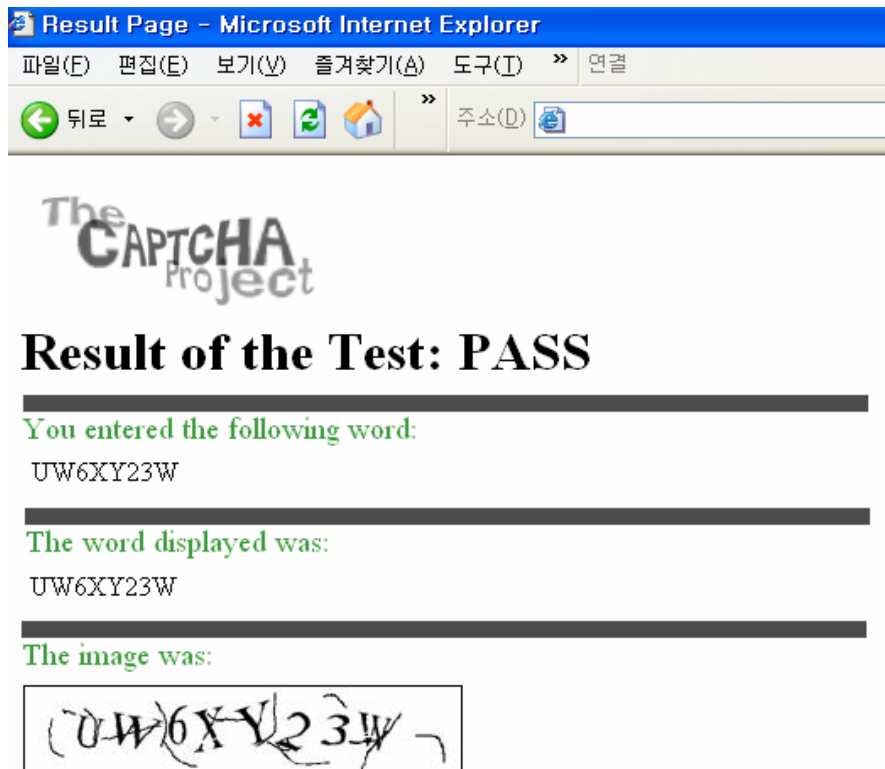 Result Page - Microsoft Internet Explorer
파일(F) 편집(E) 보기(V) 즐겨찾기(A) 도구(T) » 연결
뒤로 » 주소(D)
The
CAPTCHA
Project
Result of the Test: PASS
You entered the following word:
UW6XY23W
The word displayed was:
UW6XY23W
The image was:
UW6XY23W